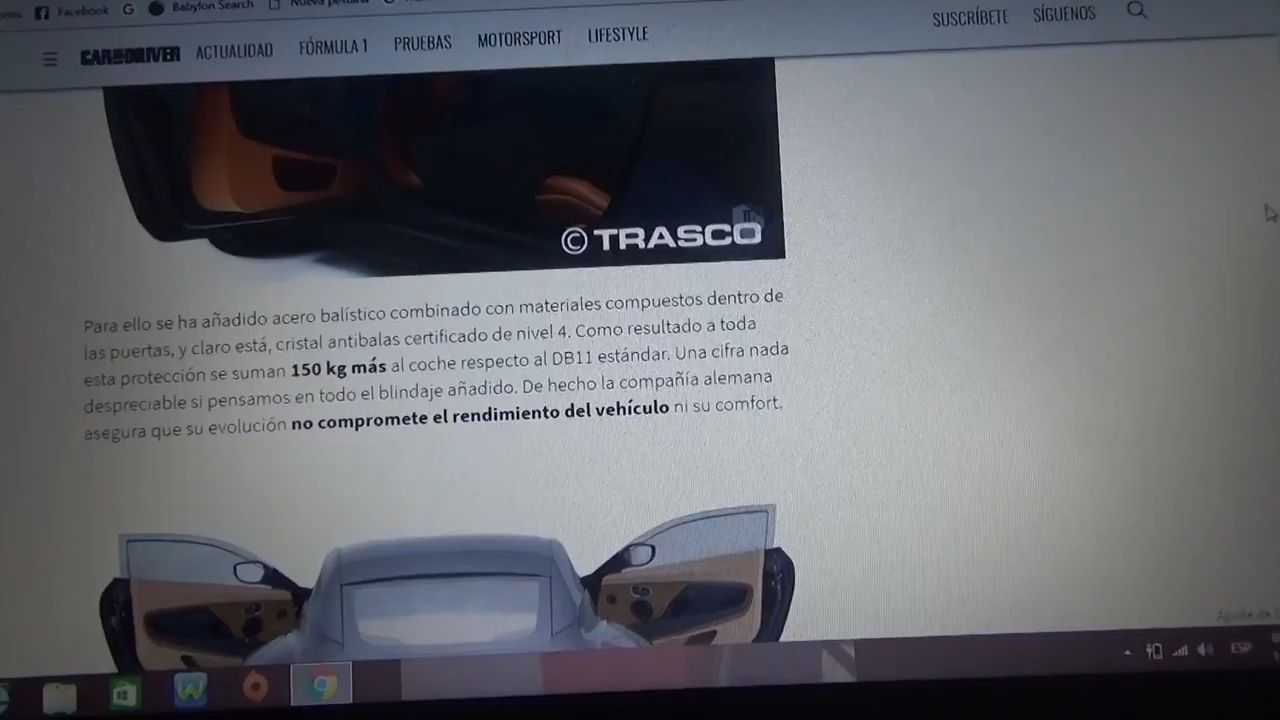 Facebook
Babylon Search
CAR AND DRIVER ACTUALIDAD FÓRMULA 1 PRUEBAS MOTORSPORT LIFESTYLE SUSCRÍBETE SÍGUENOS
© TRASCO
Para ello se ha añadido acero balístico combinado con materiales compuestos dentro de
las puertas, y claro está, cristal antibalas certificado de nivel 4. Como resultado a toda
esta protección se suman 150 kg más al coche respecto al DB11 estándar. Una cifra nada
despreciable si pensamos en todo el blindaje añadido. De hecho la compañía alemana
asegura que su evolución no compromete el rendimiento del vehículo ni su comfort.
ESP